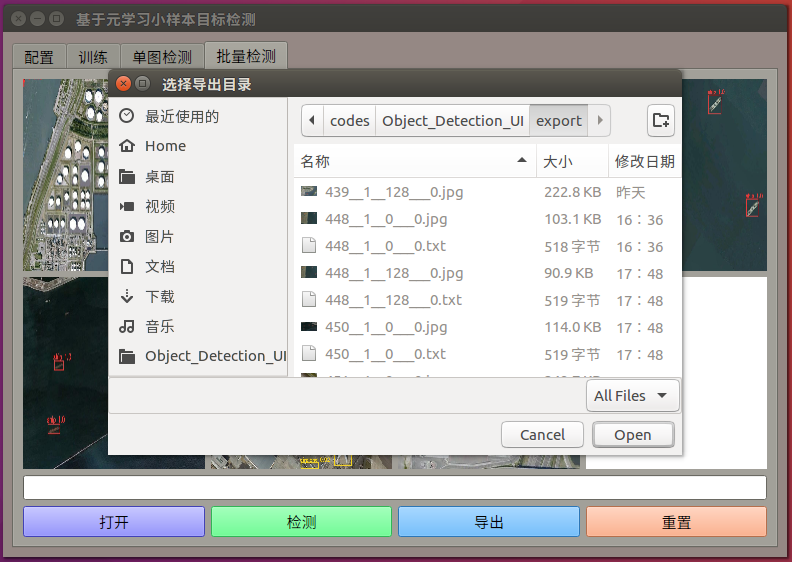 基于元学习小样本目标检测
配置 训练 单图检测 批量检测
选择导出目录
最近使用的
Home
桌面
视频
图片
文档
下载
音乐
Object_Detection_UI
codes Object_Detection_UI export
名称 大小 修改日期
439__1__128___0.jpg 222.8 KB 昨天
448__1__0___0.jpg 103.1 KB 16：36
448__1__0___0.txt 518 字节 16：36
448__1__128___0.jpg 90.9 KB 17：48
448__1__128___0.txt 519 字节 17：48
450__1__0___0.jpg 114.0 KB 17：48
450__1__0___0.txt 519 字节 17：48
All Files
Cancel Open
打开 检测 导出 重置